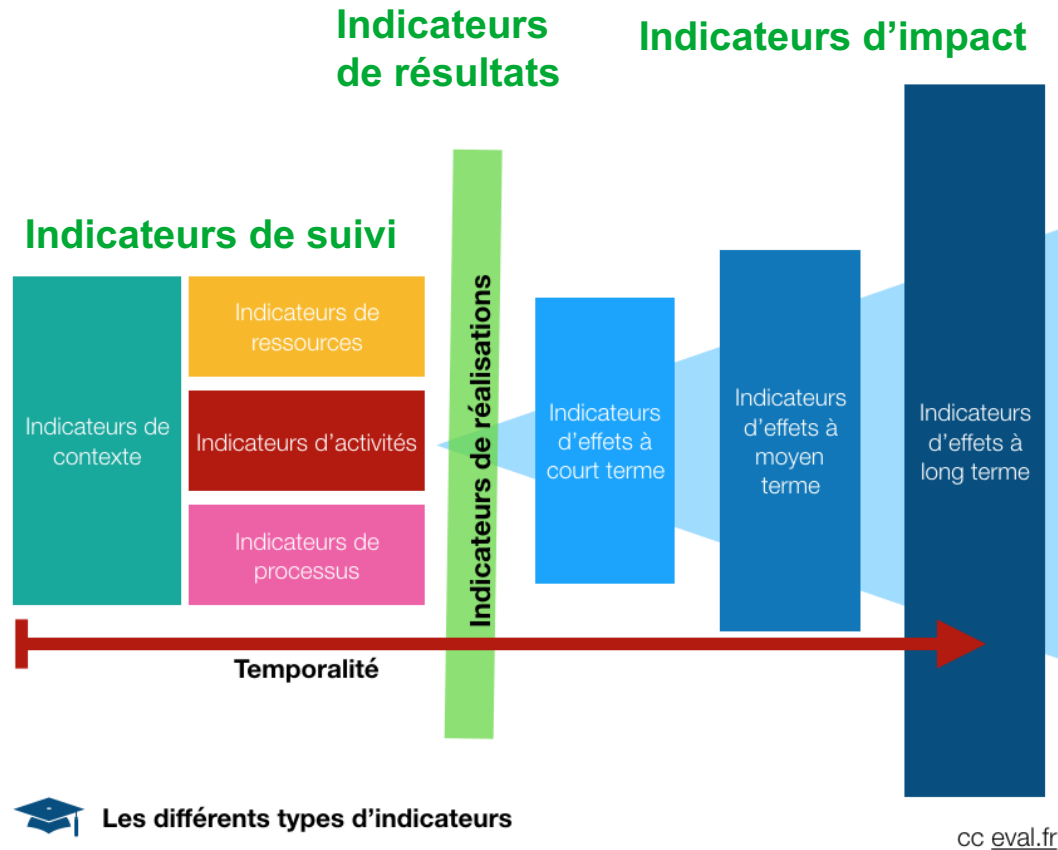 Indicateurs
de résultats
Indicateurs d’impact
Indicateurs de suivi
Indicateurs de
contexte
Indicateurs de
ressources
Indicateurs d’activités
Indicateurs de
processus
Indicateurs de réalisations
Indicateurs
d’effets à
court terme
Indicateurs
d’effets à
moyen
terme
Indicateurs
d’effets à
long terme
Temporalité
Les différents types d’indicateurs
cc eval.fr